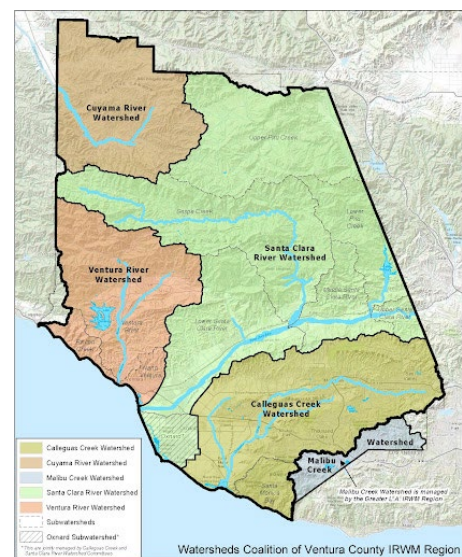 Cuyama River
Watershed
Upper Piru Creek
Sespe Creek
Lower
Piru
Creek
Santa Clara
River Watershed
Ventura River
Watershed
Calleguas Creek
Watershed
Malibu
Creek
Watershed
Malibu Creek Watershed is managed
by the Greater L A IRWM Region
Calleguas Creek Watershed
Cuyama River Watershed
Malibu Creek Watershed
Santa Clara River Watershed
Ventura River Watershed
Subwatersheds
Oxnard Subwatershed*
Watersheds Coalition of Ventura County IRWM Region